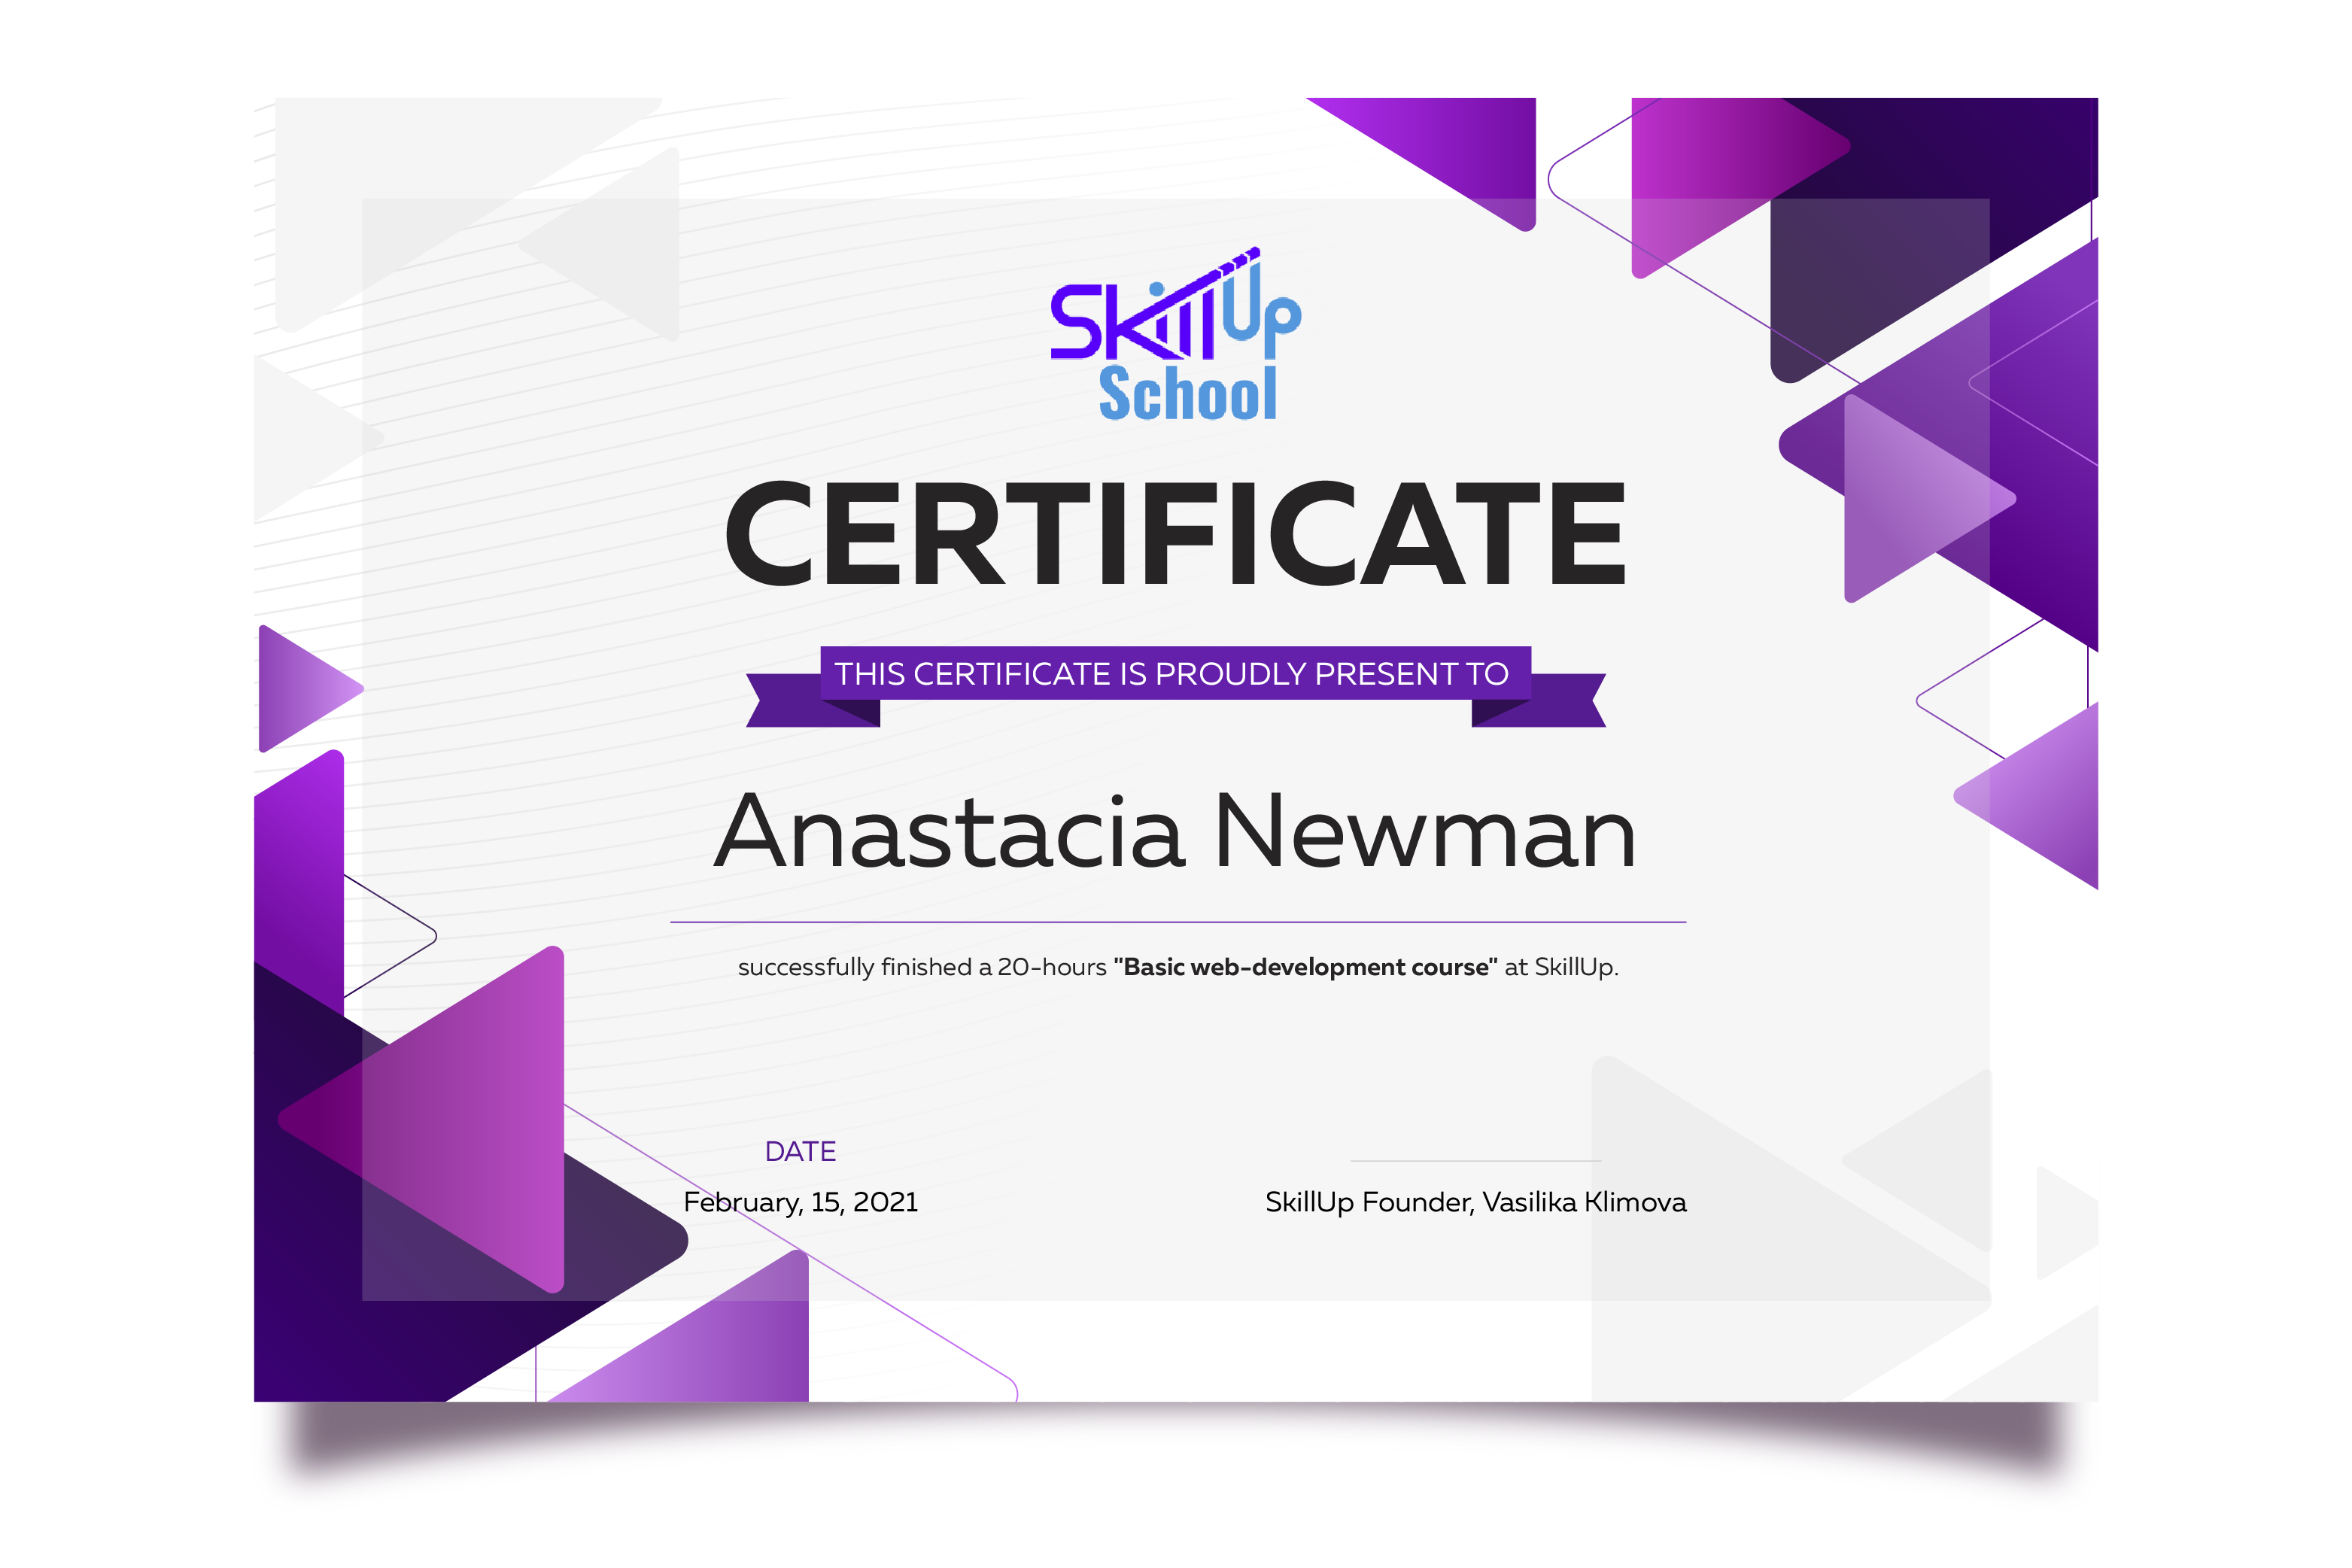 SkillUp
School
CERTIFICATE
THIS CERTIFICATE IS PROUDLY PRESENT TO
Anastacia Newman
successfully finished a 20-hours "Basic web-development course" at SkillUp.
DATE
February, 15, 2021
SkillUp Founder, Vasilika Klimova